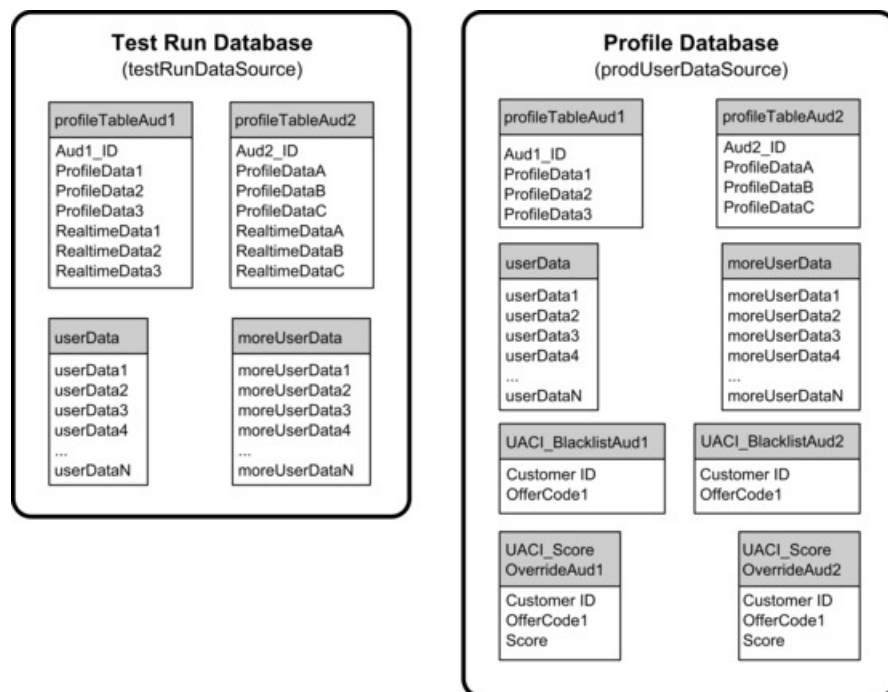 Test Run Database
(testRunDataSource)
profileTableAud1
Aud1_ID
ProfileData1
ProfileData2
ProfileData3
RealtimeData1
RealtimeData2
RealtimeData3
profileTableAud2
Aud2_ID
ProfileDataA
ProfileDataB
ProfileDataC
RealtimeDataA
RealtimeDataB
RealtimeDataC
userData
userData1
userData2
userData3
userData4
...
userDataN
moreUserData
moreUserData1
moreUserData2
moreUserData3
moreUserData4
...
moreUserDataN
Profile Database
(prodUserDataSource)
profileTableAud1
Aud1_ID
ProfileData1
ProfileData2
ProfileData3
profileTableAud2
Aud2_ID
ProfileDataA
ProfileDataB
ProfileDataC
userData
userData1
userData2
userData3
userData4
...
userDataN
moreUserData
moreUserData1
moreUserData2
moreUserData3
moreUserData4
...
moreUserDataN
UACI_BlacklistAud1
Customer ID
OfferCode1
UACI_BlacklistAud2
Customer ID
OfferCode1
UACI_Score
OverrideAud1
Customer ID
OfferCode1
Score
UACI_Score
OverrideAud2
Customer ID
OfferCode1
Score